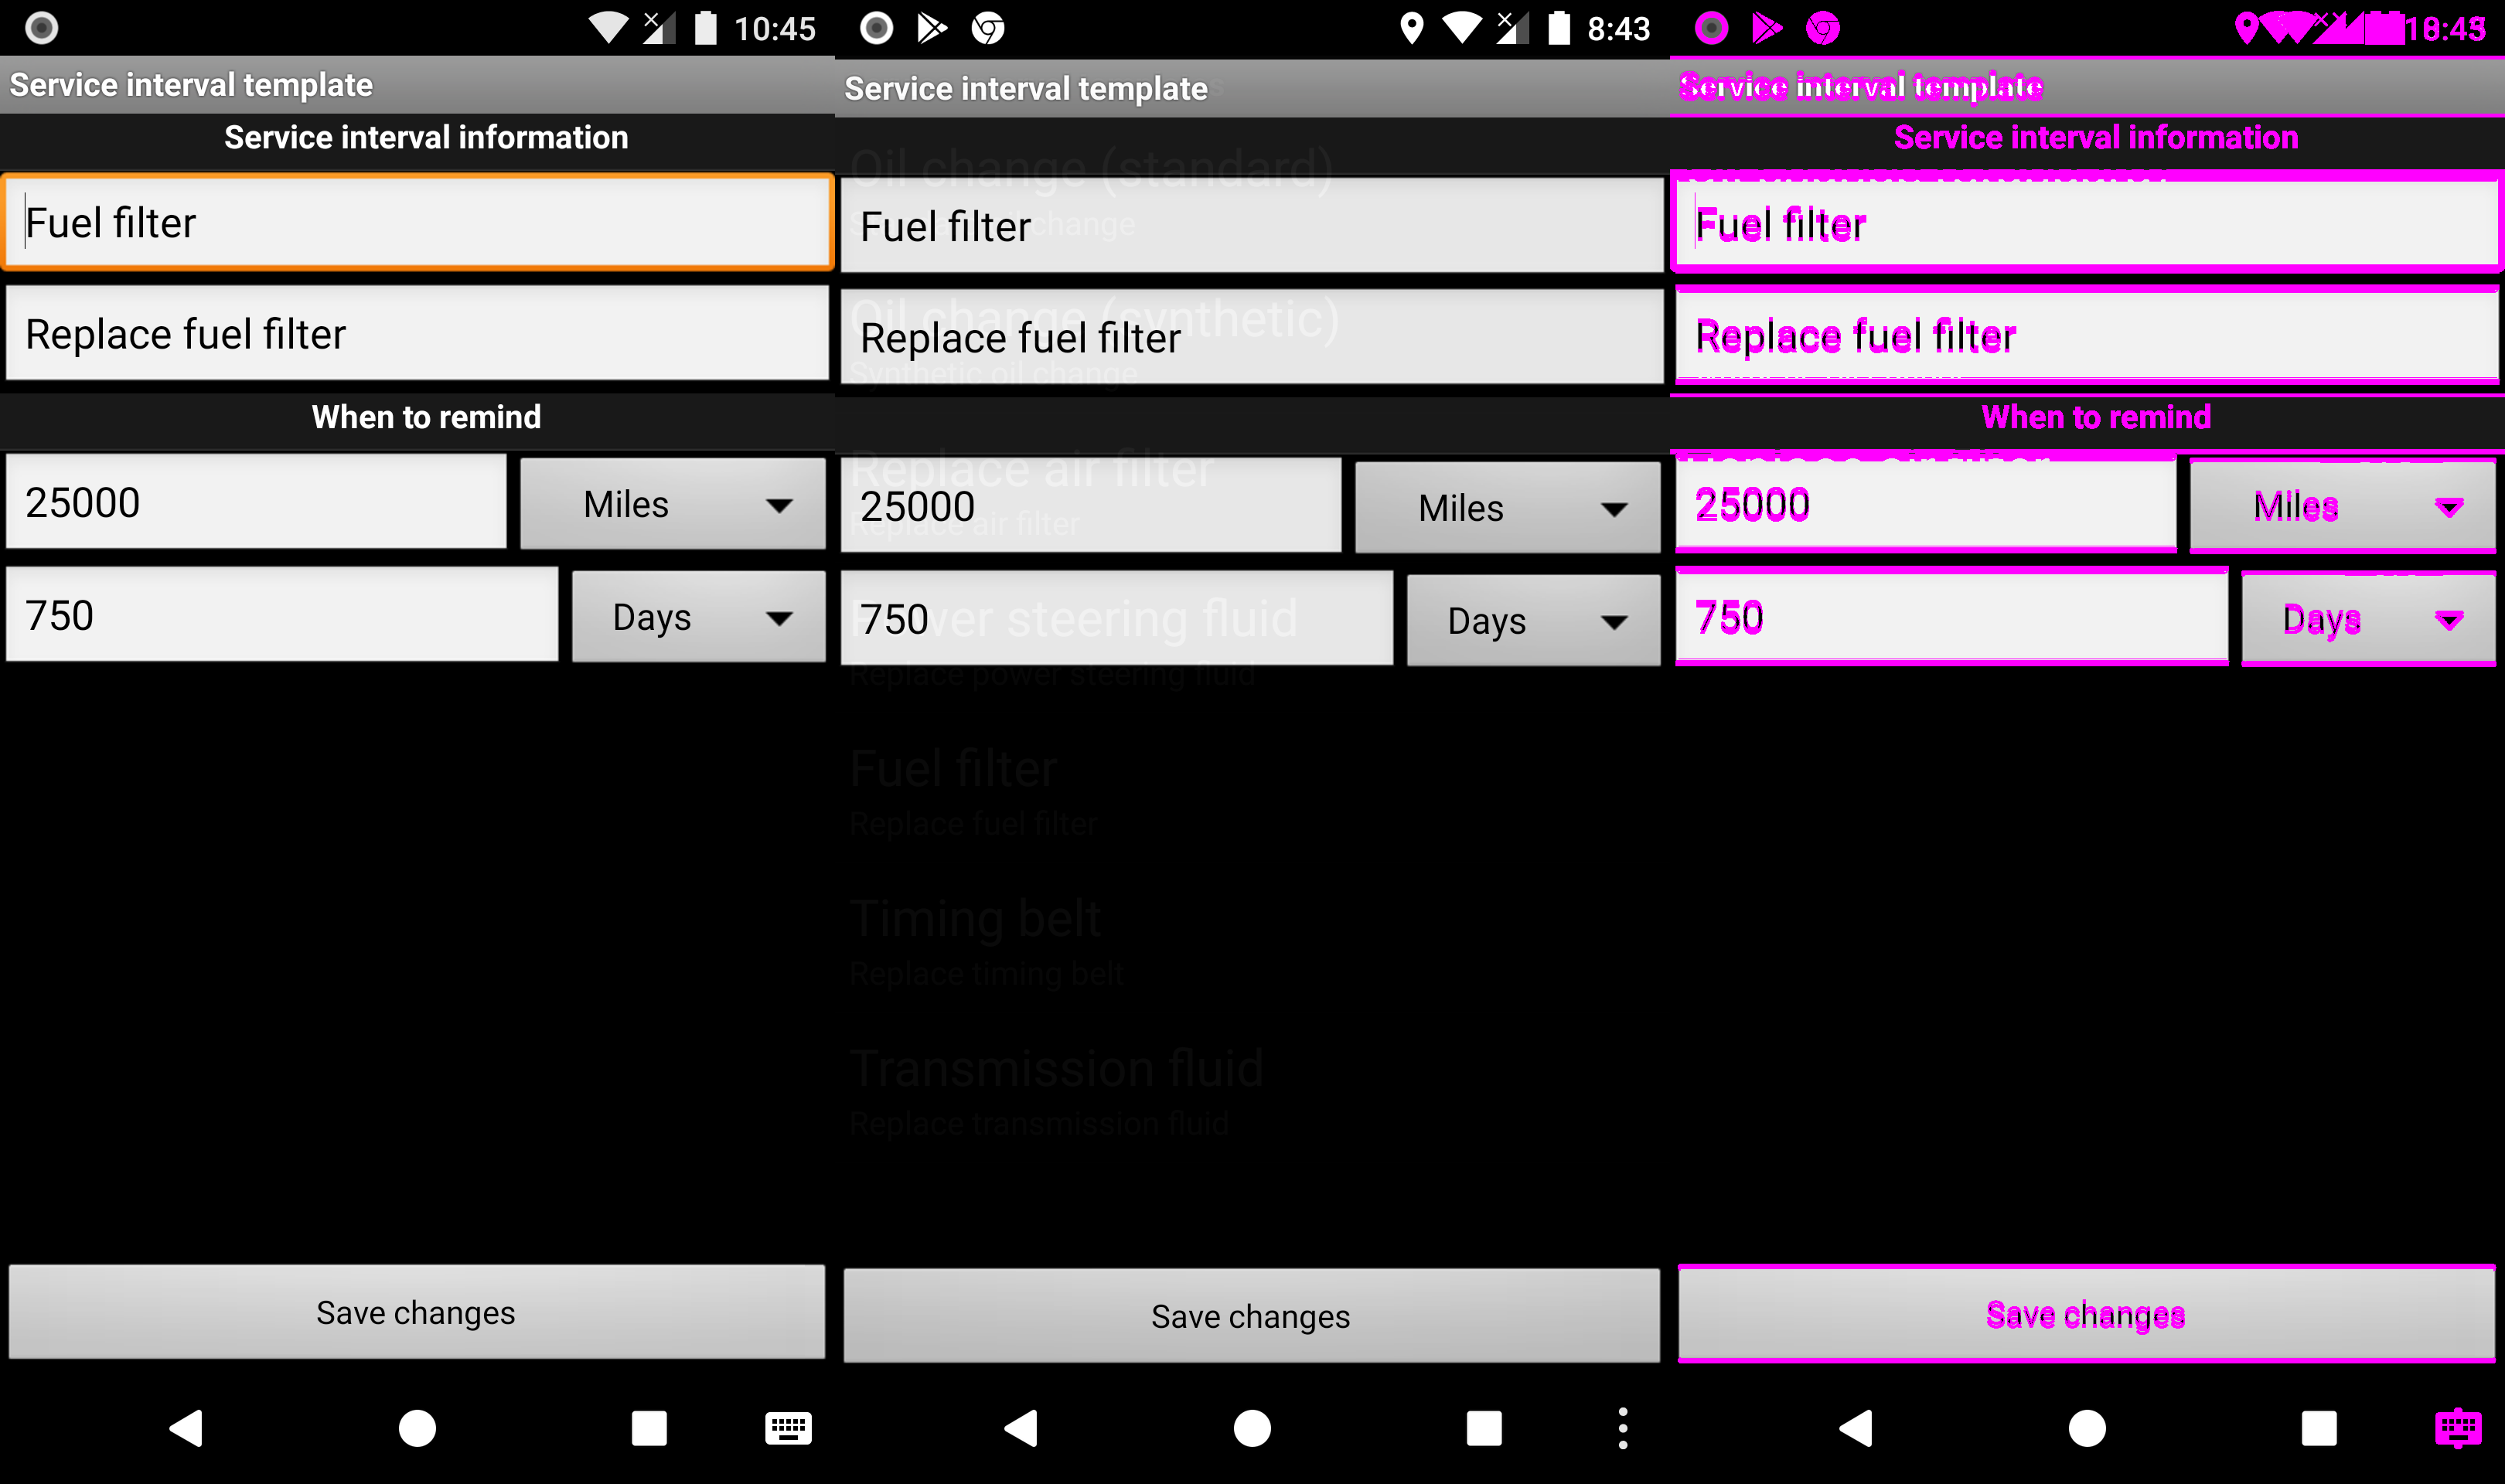 10:45
Service interval template
Service interval information
Fuel filter
Replace fuel filter
When to remind
25000
Miles
750
Days
Save changes
8:43
Service interval template
Oil change (standard)
Fuel filter
change
Oil change (synthetic)
Replace fuel filter
Synthetic oil change
Replace air filter
25000
Miles
Replace air filter
Power steering fluid
750
Days
Replace power steering fluid
Fuel filter
Replace fuel filter
Timing belt
Replace timing belt
Transmission fluid
Replace transmission fluid
Save changes
Service interval template
Service interval information
Fuel filter
Replace fuel filter
When to remind
25000
Miles
750
Days
Save changes